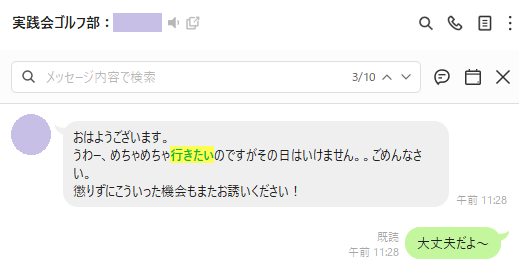 実践会ゴルフ部：
メッセージ内容で検索
3/10
おはようございます。
うわー、めちゃめちゃ行きたいのですがその日はいけません。。ごめんなさ
い。
懲りずにこういった機会もまたお誘いください！
午前 11:28
既読
午前 11:28
大丈夫だよ～